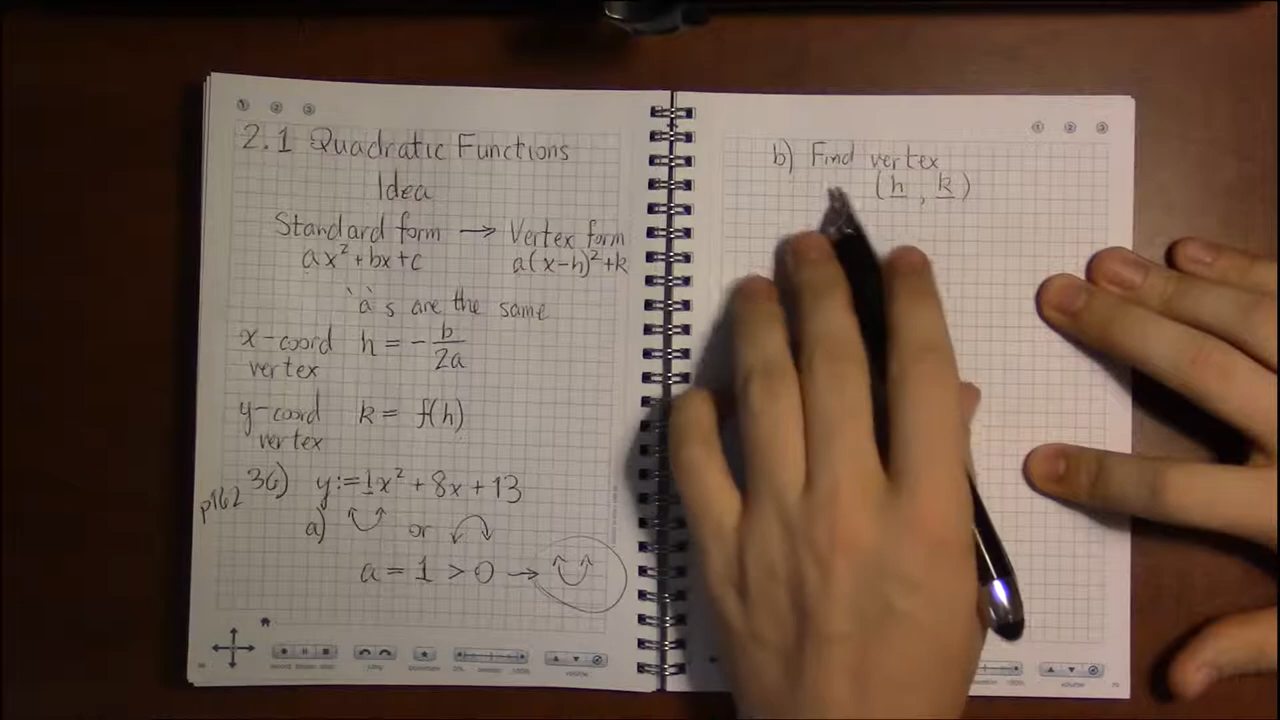 2.1 Quadratic Functions
Idea
Standard form → Vertex form
ax²+bx+c a(x-h)²+k
`a`s are the same
x-coord vertex h = - b/2a
y-coord vertex k = f(h)
p162 36) y:=1x²+8x+13
a) or
a = 1 > 0 →
b) Find vertex
(h, k)